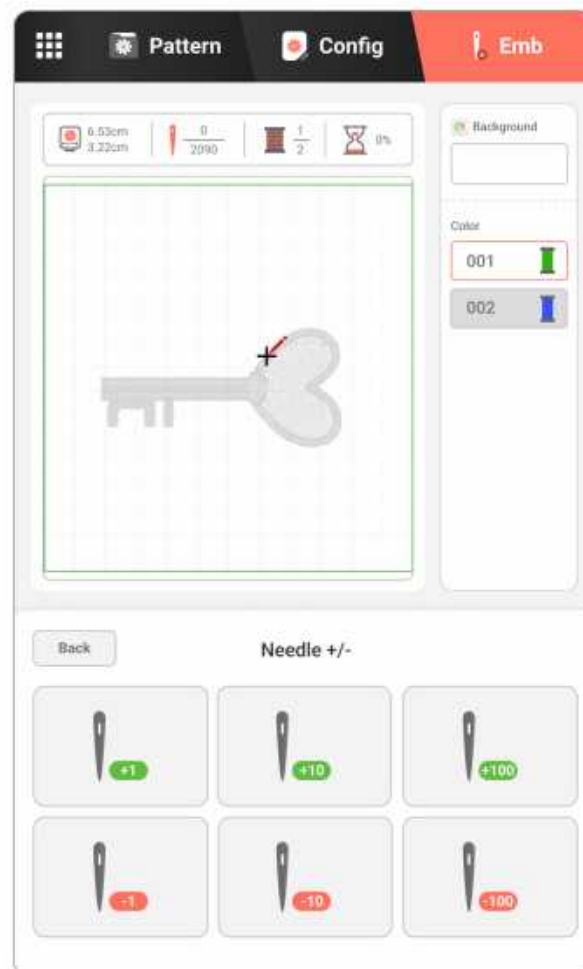 Pattern
Config
Emb
6.53cm
3.22cm
0
2090
1
2
0%
Background
Color
001
002
Back
Needle +/-
+1
+10
+100
-1
-10
-100